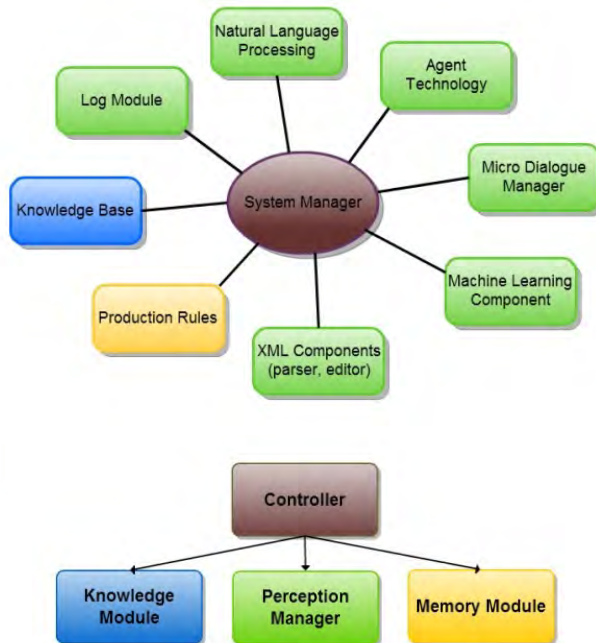 Natural Language
Processing
Agent
Technology
Log Module
Micro Dialogue
Manager
System Manager
Knowledge Base
Machine Learning
Component
Production Rules
XML Components
(parser, editor)
Controller
Knowledge
Module
Perception
Manager
Memory Module